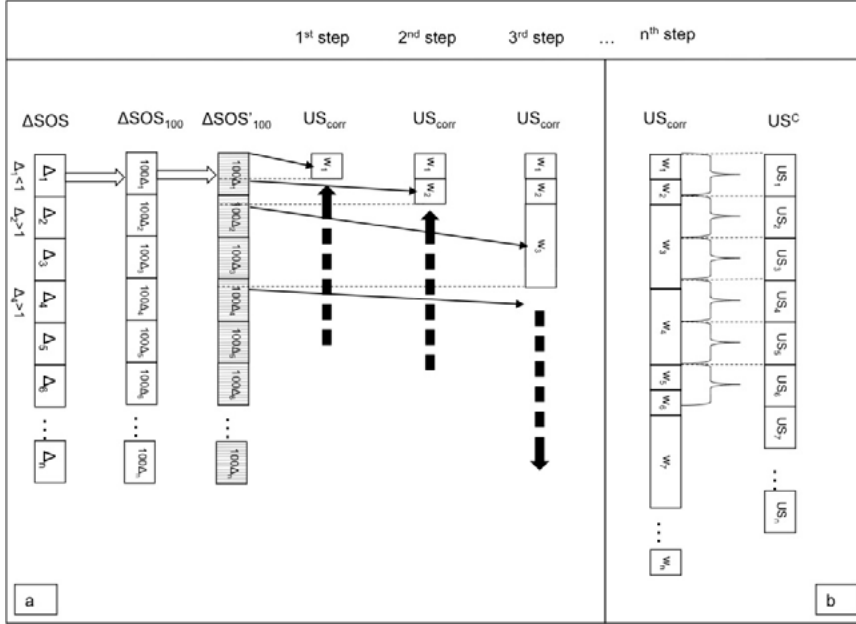 1st step 2nd step 3rd step … nth step
ΔSOS ΔSOS100 ΔSOS'100 UScorr UScorr UScorr UScorr USC
Δ1<1
Δ2>1
Δ4>1
Δ1
Δ2
Δ3
Δ4
Δ5
Δ6
…
Δn
100Δ1
100Δ2
100Δ3
100Δ4
100Δ5
100Δ6
…
100Δn
100Δ1
100Δ2
100Δ3
100Δ4
100Δ5
100Δ6
…
100Δn
w1
w1
w2
w1
w2
w3
w1
w2
w3
w4
w5
w6
w7
…
wn
US1
US2
US3
US4
US5
US6
US7
…
USn
a
b